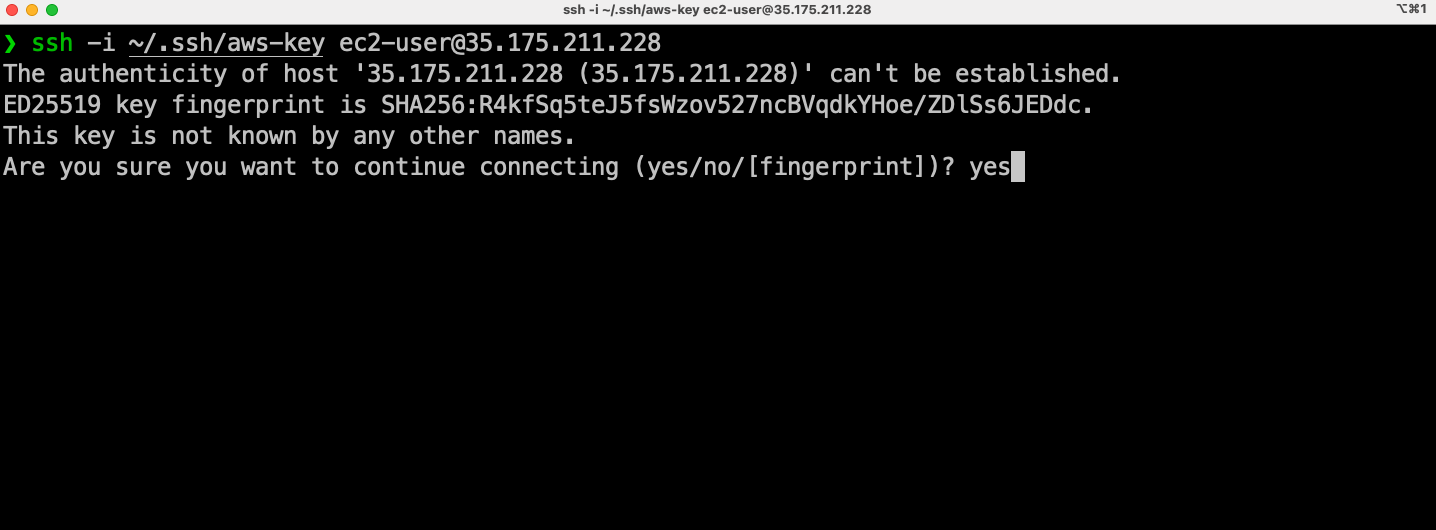 ssh -i ~/.ssh/aws-key ec2-user@35.175.211.228
⌥⌘1
❯ ssh -i ~/.ssh/aws-key ec2-user@35.175.211.228
The authenticity of host '35.175.211.228 (35.175.211.228)' can't be established.
ED25519 key fingerprint is SHA256:R4kfSq5teJ5fsWzov527ncBVqdkYHoe/ZDlSs6JEDdc.
This key is not known by any other names.
Are you sure you want to continue connecting (yes/no/[fingerprint])? yes